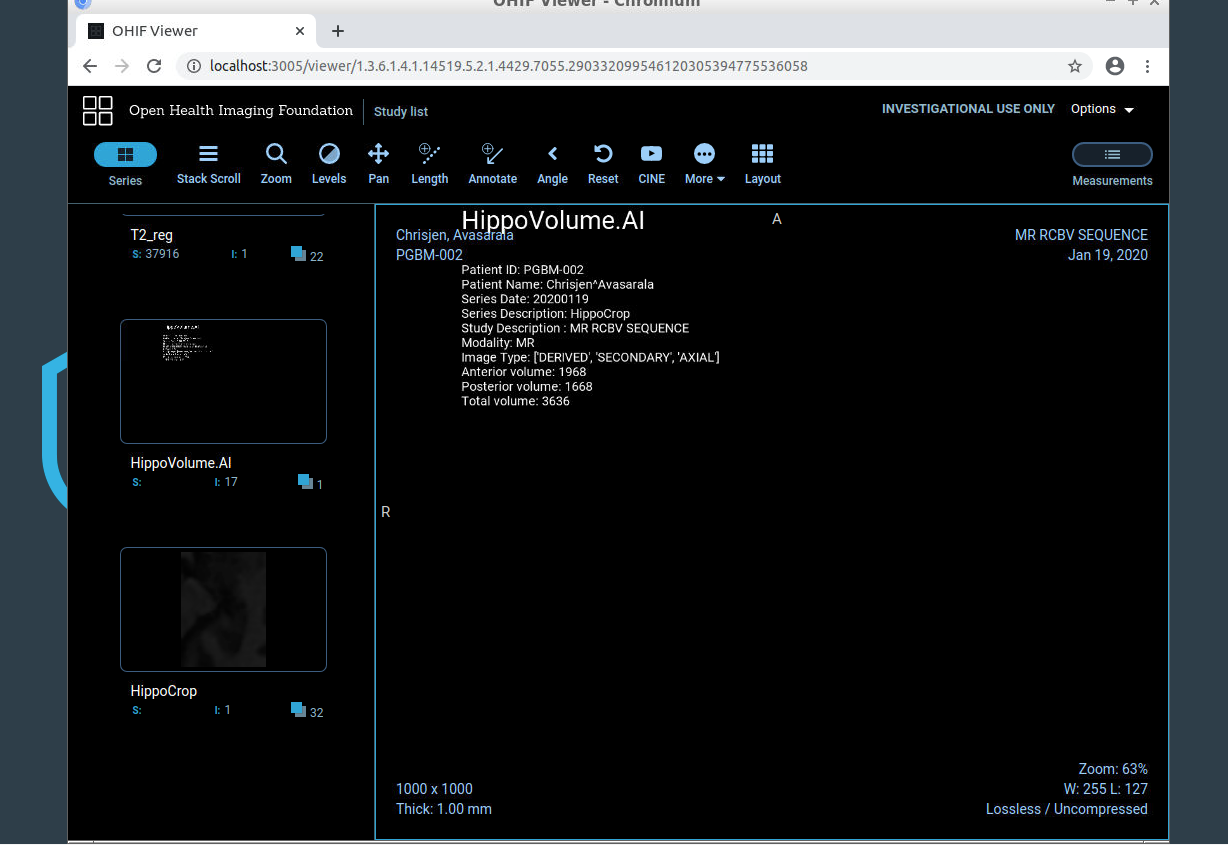 OHIF Viewer - Chromium
OHIF Viewer
localhost:3005/viewer/1.3.6.1.4.1.14519.5.2.1.4429.7055.290332099546120305394775536058
Open Health Imaging Foundation
Study list
INVESTIGATIONAL USE ONLY
Options
Series
Stack Scroll
Zoom
Levels
Pan
Length
Annotate
Angle
Reset
CINE
More
Layout
Measurements
T2_reg
S: 37916 I: 1 22
HippoVolume.AI
S: I: 17 1
HippoCrop
S: I: 1 32
HippoVolume.AI
A
Chrisjen, Avasarala
PGBM-002
MR RCBV SEQUENCE
Jan 19, 2020
Patient ID: PGBM-002
Patient Name: Chrisjen^Avasarala
Series Date: 20200119
Series Description: HippoCrop
Study Description : MR RCBV SEQUENCE
Modality: MR
Image Type: ['DERIVED', 'SECONDARY', 'AXIAL']
Anterior volume: 1968
Posterior volume: 1668
Total volume: 3636
R
1000 x 1000
Thick: 1.00 mm
Zoom: 63%
W: 255 L: 127
Lossless / Uncompressed